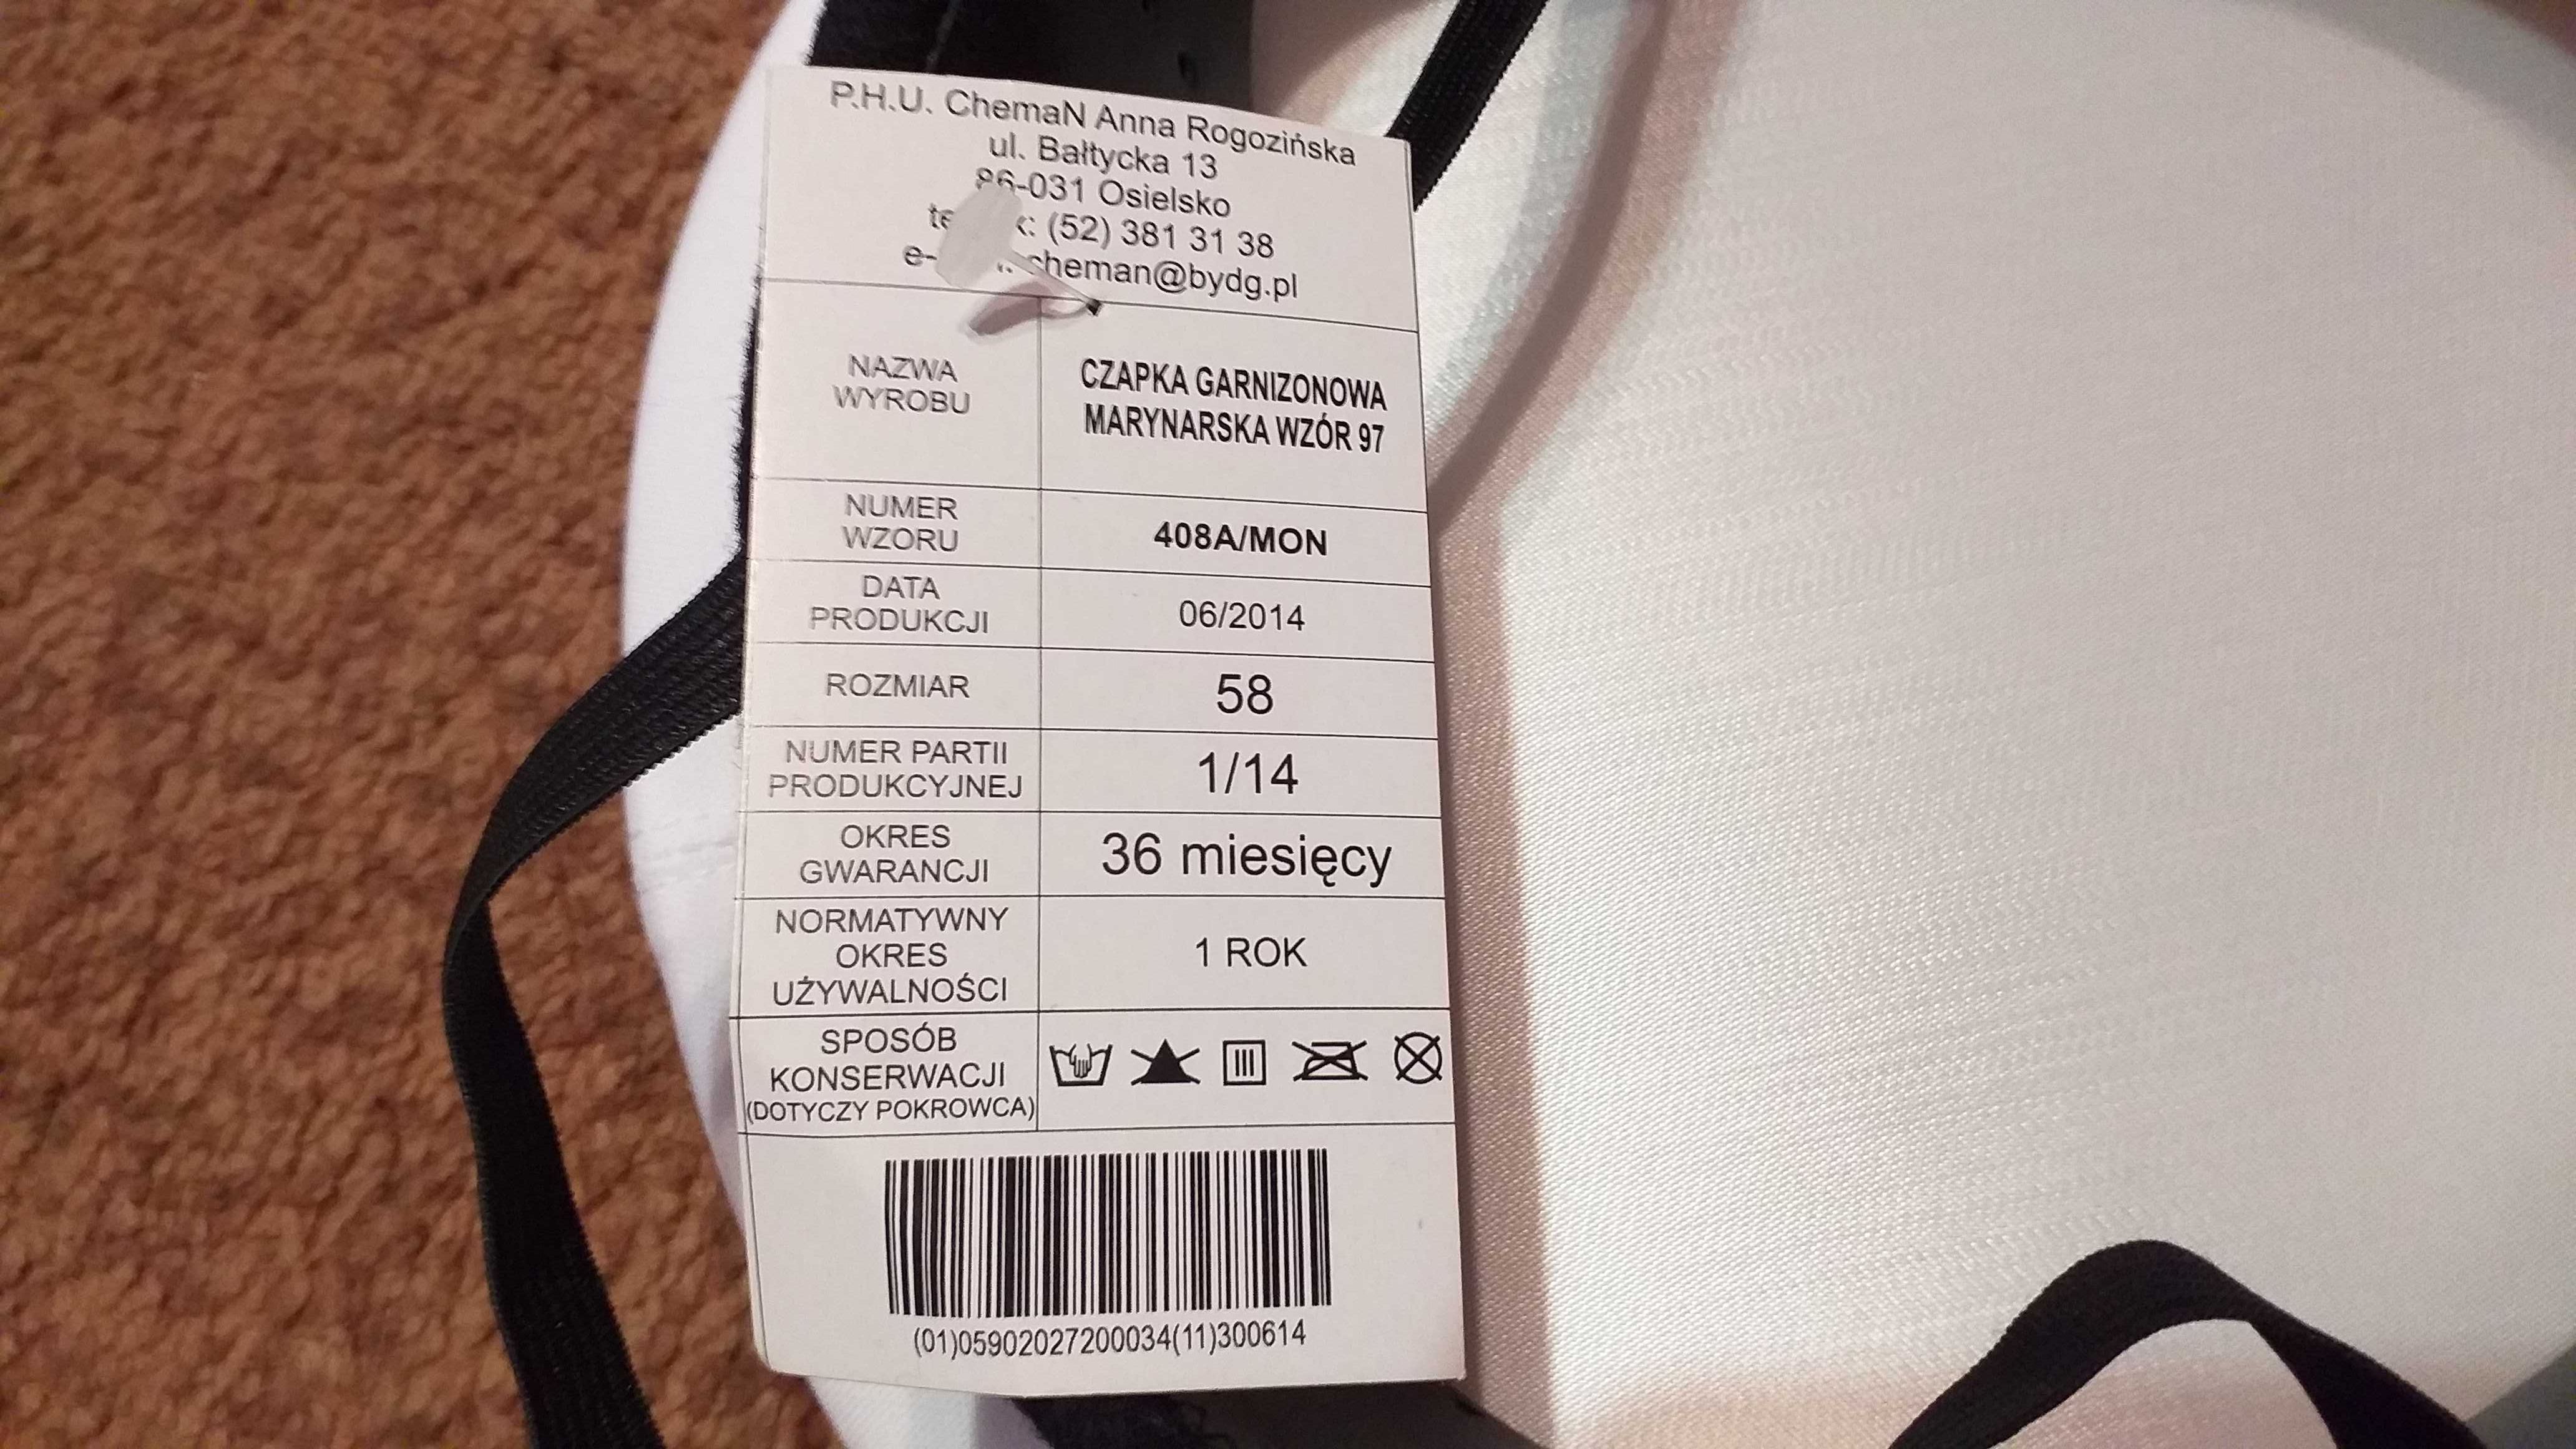 P.H.U. ChemaN Anna Rogozińska
ul. Bałtycka 13
86-031 Osielsko
(52) 381 31 38
cheman@bydg.pl
NAZWA
WYROBU
CZAPKA GARNIZONOWA
MARYNARSKA WZÓR 97
NUMER
WZORU
408A/MON
DATA
PRODUKCJI
06/2014
ROZMIAR
58
NUMER PARTII
PRODUKCYJNEJ
1/14
OKRES
GWARANCJI
36 miesięcy
NORMATYWNY
OKRES
UŻYWALNOŚCI
1 ROK
SPOSÓB
KONSERWACJI
(DOTYCZY POKROWCA)
(01)05902027200034(11)300614